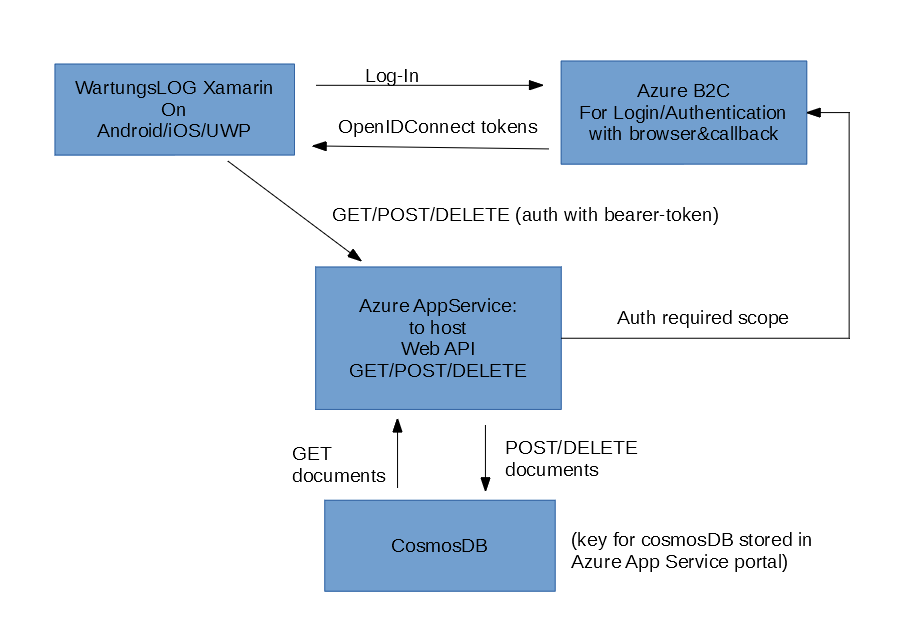 WartungsLOG Xamarin
On
Android/iOS/UWP
Log-In
OpenIDConnect tokens
Azure B2C
For Login/Authentication
with browser&callback
GET/POST/DELETE (auth with bearer-token)
Azure AppService:
to host
Web API
GET/POST/DELETE
Auth required scope
GET
documents
POST/DELETE
documents
CosmosDB
(key for cosmosDB stored in
Azure App Service portal)